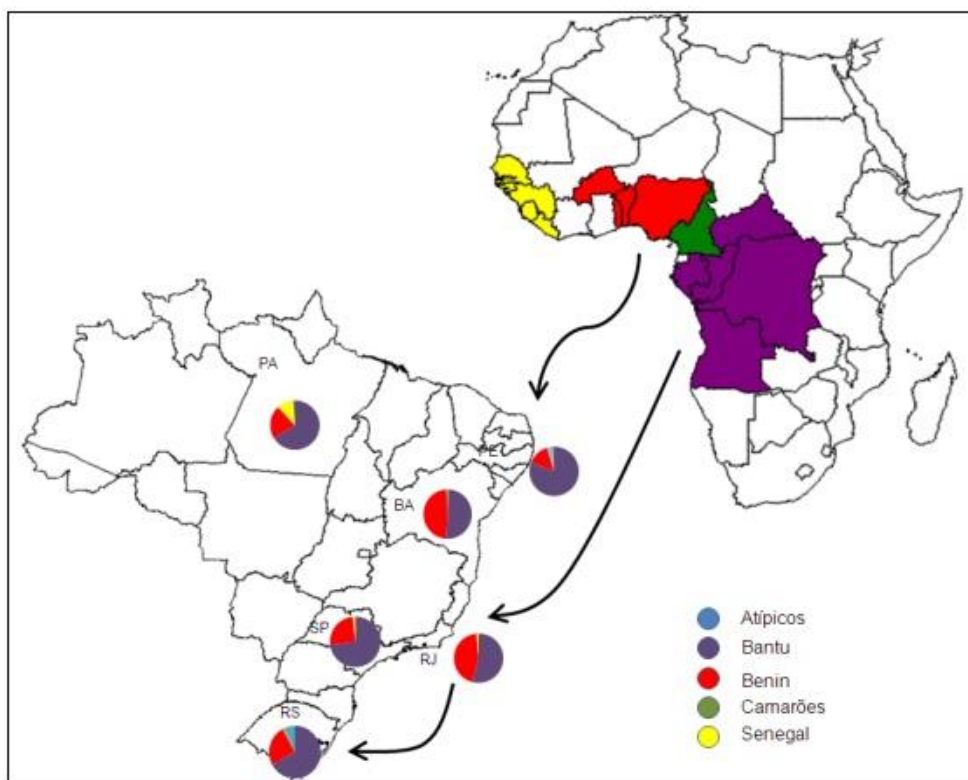 PA
PE
BA
SP
RJ
RS
Atípicos
Bantu
Benin
Camarões
Senegal